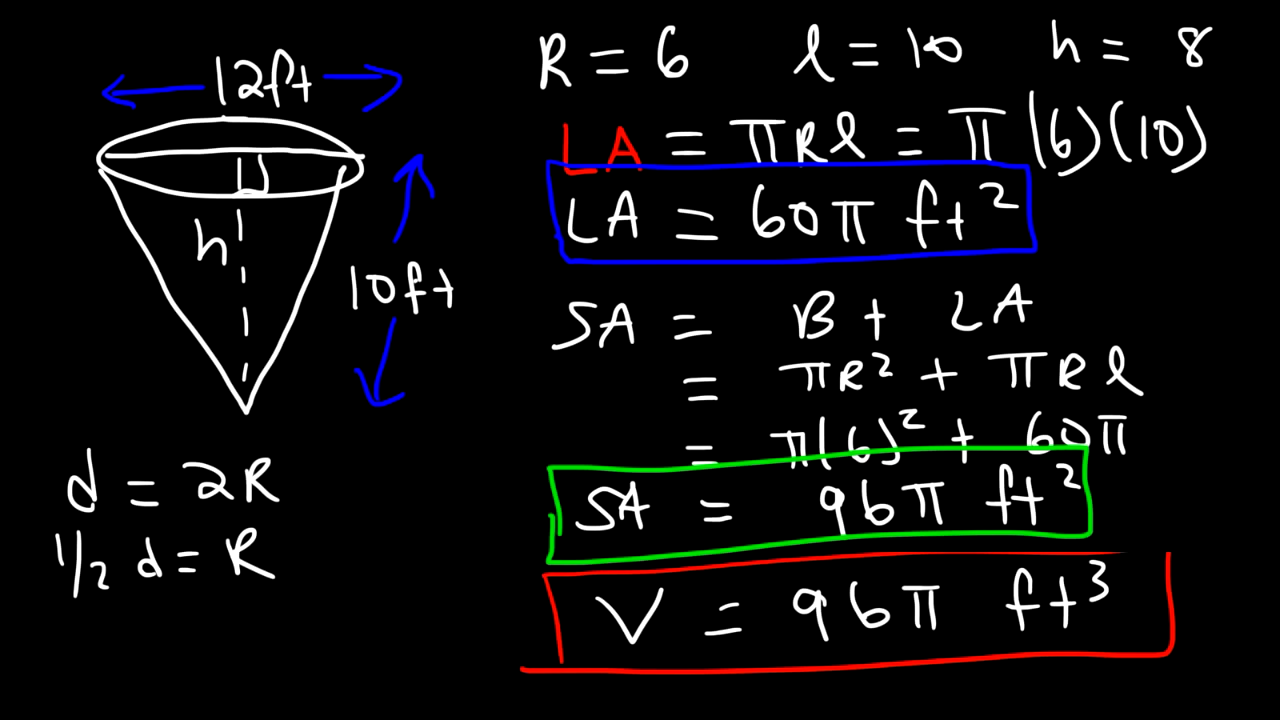 12ft
h
10ft
d = 2R
1/2 d = R
R = 6 l = 10 h = 8
LA = πRl = π(6)(10)
LA = 60π ft²
SA = B + LA
= πR² + πRl
= π(6)² + 60π
SA = 96π ft²
V = 96π ft³